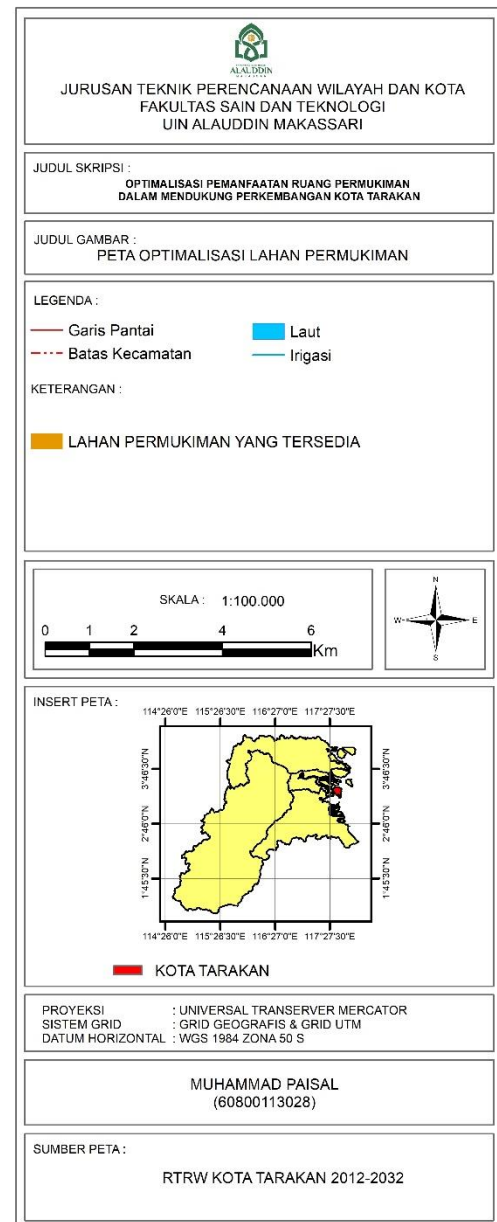 ALAUDDIN
JURUSAN TEKNIK PERENCANAAN WILAYAH DAN KOTA
FAKULTAS SAIN DAN TEKNOLOGI
UIN ALAUDDIN MAKASSARI
JUDUL SKRIPSI :
OPTIMALISASI PEMANFAATAN RUANG PERMUKIMAN
DALAM MENDUKUNG PERKEMBANGAN KOTA TARAKAN
JUDUL GAMBAR :
PETA OPTIMALISASI LAHAN PERMUKIMAN
LEGENDA :
Garis Pantai
Laut
Batas Kecamatan
Irigasi
KETERANGAN :
LAHAN PERMUKIMAN YANG TERSEDIA
SKALA : 1:100.000
0 1 2 4 6
Km
N
W E
S
INSERT PETA :
114°26'0"E 115°26'30"E 116°27'0"E 117°27'30"E
3°46'30"N 3°46'30"N
2°46'0"N 2°46'0"N
1°45'30"N 1°45'30"N
114°26'0"E 115°26'30"E 116°27'0"E 117°27'30"E
KOTA TARAKAN
PROYEKSI : UNIVERSAL TRANSERVER MERCATOR
SISTEM GRID : GRID GEOGRAFIS & GRID UTM
DATUM HORIZONTAL : WGS 1984 ZONA 50 S
MUHAMMAD PAISAL
(60800113028)
SUMBER PETA :
RTRW KOTA TARAKAN 2012-2032